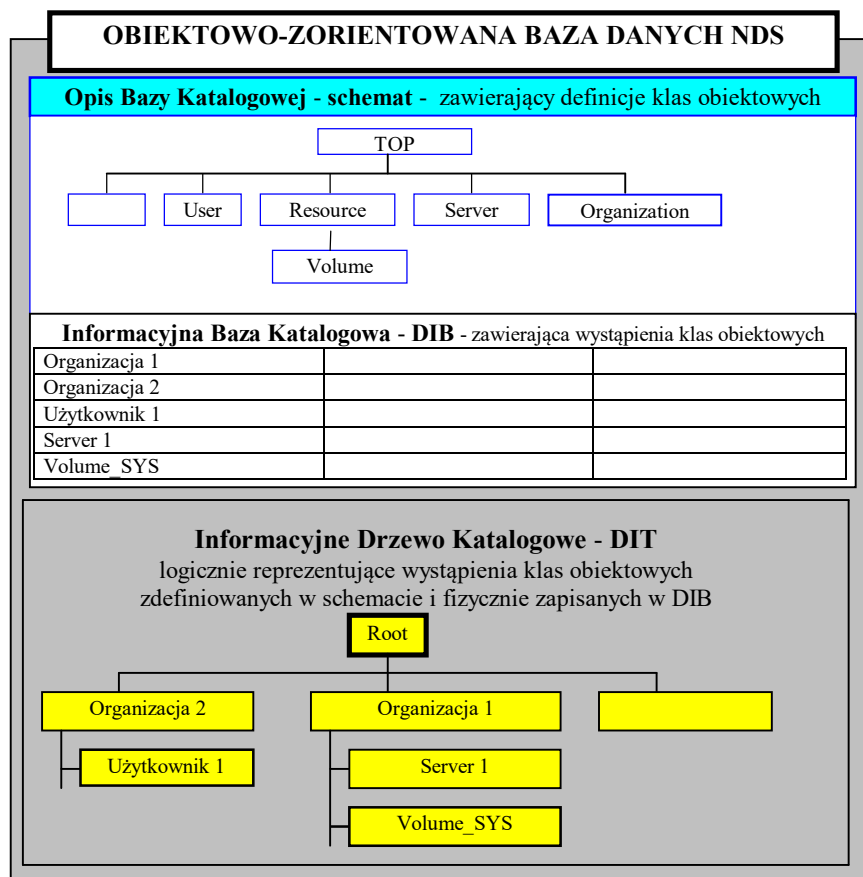 OBIEKTOWO-ZORIENTOWANA BAZA DANYCH NDS
Opis Bazy Katalogowej - schemat - zawierający definicje klas obiektowych
TOP
User
Resource
Server
Organization
Volume
Informacyjna Baza Katalogowa - DIB - zawierająca wystąpienia klas obiektowych
Organizacja 1
Organizacja 2
Użytkownik 1
Server 1
Volume_SYS
Informacyjne Drzewo Katalogowe - DIT
logicznie reprezentujące wystąpienia klas obiektowych
zdefiniowanych w schemacie i fizycznie zapisanych w DIB
Root
Organizacja 2
Organizacja 1
Użytkownik 1
Server 1
Volume_SYS